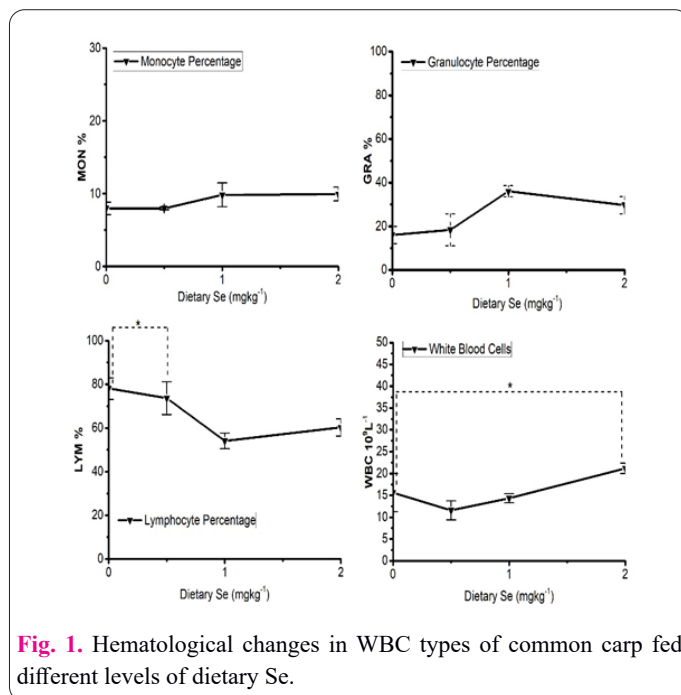 30
Monocyte Percentage
20
MON %
10
0
0
1
2
Dietary Se (mgkg⁻¹)
100
Granulocyte Percentage
80
60
GRA %
40
20
0
0
1
2
Dietary Se (mgkg⁻¹)
100
*
80
60
LYM %
40
Lymphocyte Percentage
20
0
0
1
2
Dietary Se (mgkg⁻¹)
50
White Blood Cells
45
40
*
35
30
25
WBC 10⁹L⁻¹
20
15
10
5
0
0
1
2
Dietary Se (mgkg⁻¹)
Fig. 1. Hematological changes in WBC types of common carp fed
different levels of dietary Se.